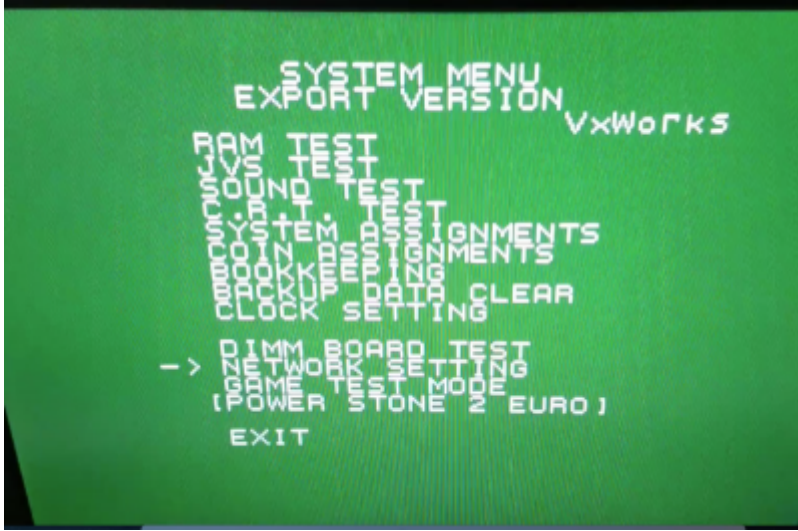 SYSTEM MENU
EXPORT VERSION
VxWorks
RAM TEST
JVS TEST
SOUND TEST
C.R.T. TEST
SYSTEM ASSIGNMENTS
COIN ASSIGNMENTS
BOOKKEEPING
BACKUP DATA CLEAR
CLOCK SETTING
DIMM BOARD TEST
-> NETWORK SETTING
GAME TEST MODE
[POWER STONE 2 EURO]
EXIT